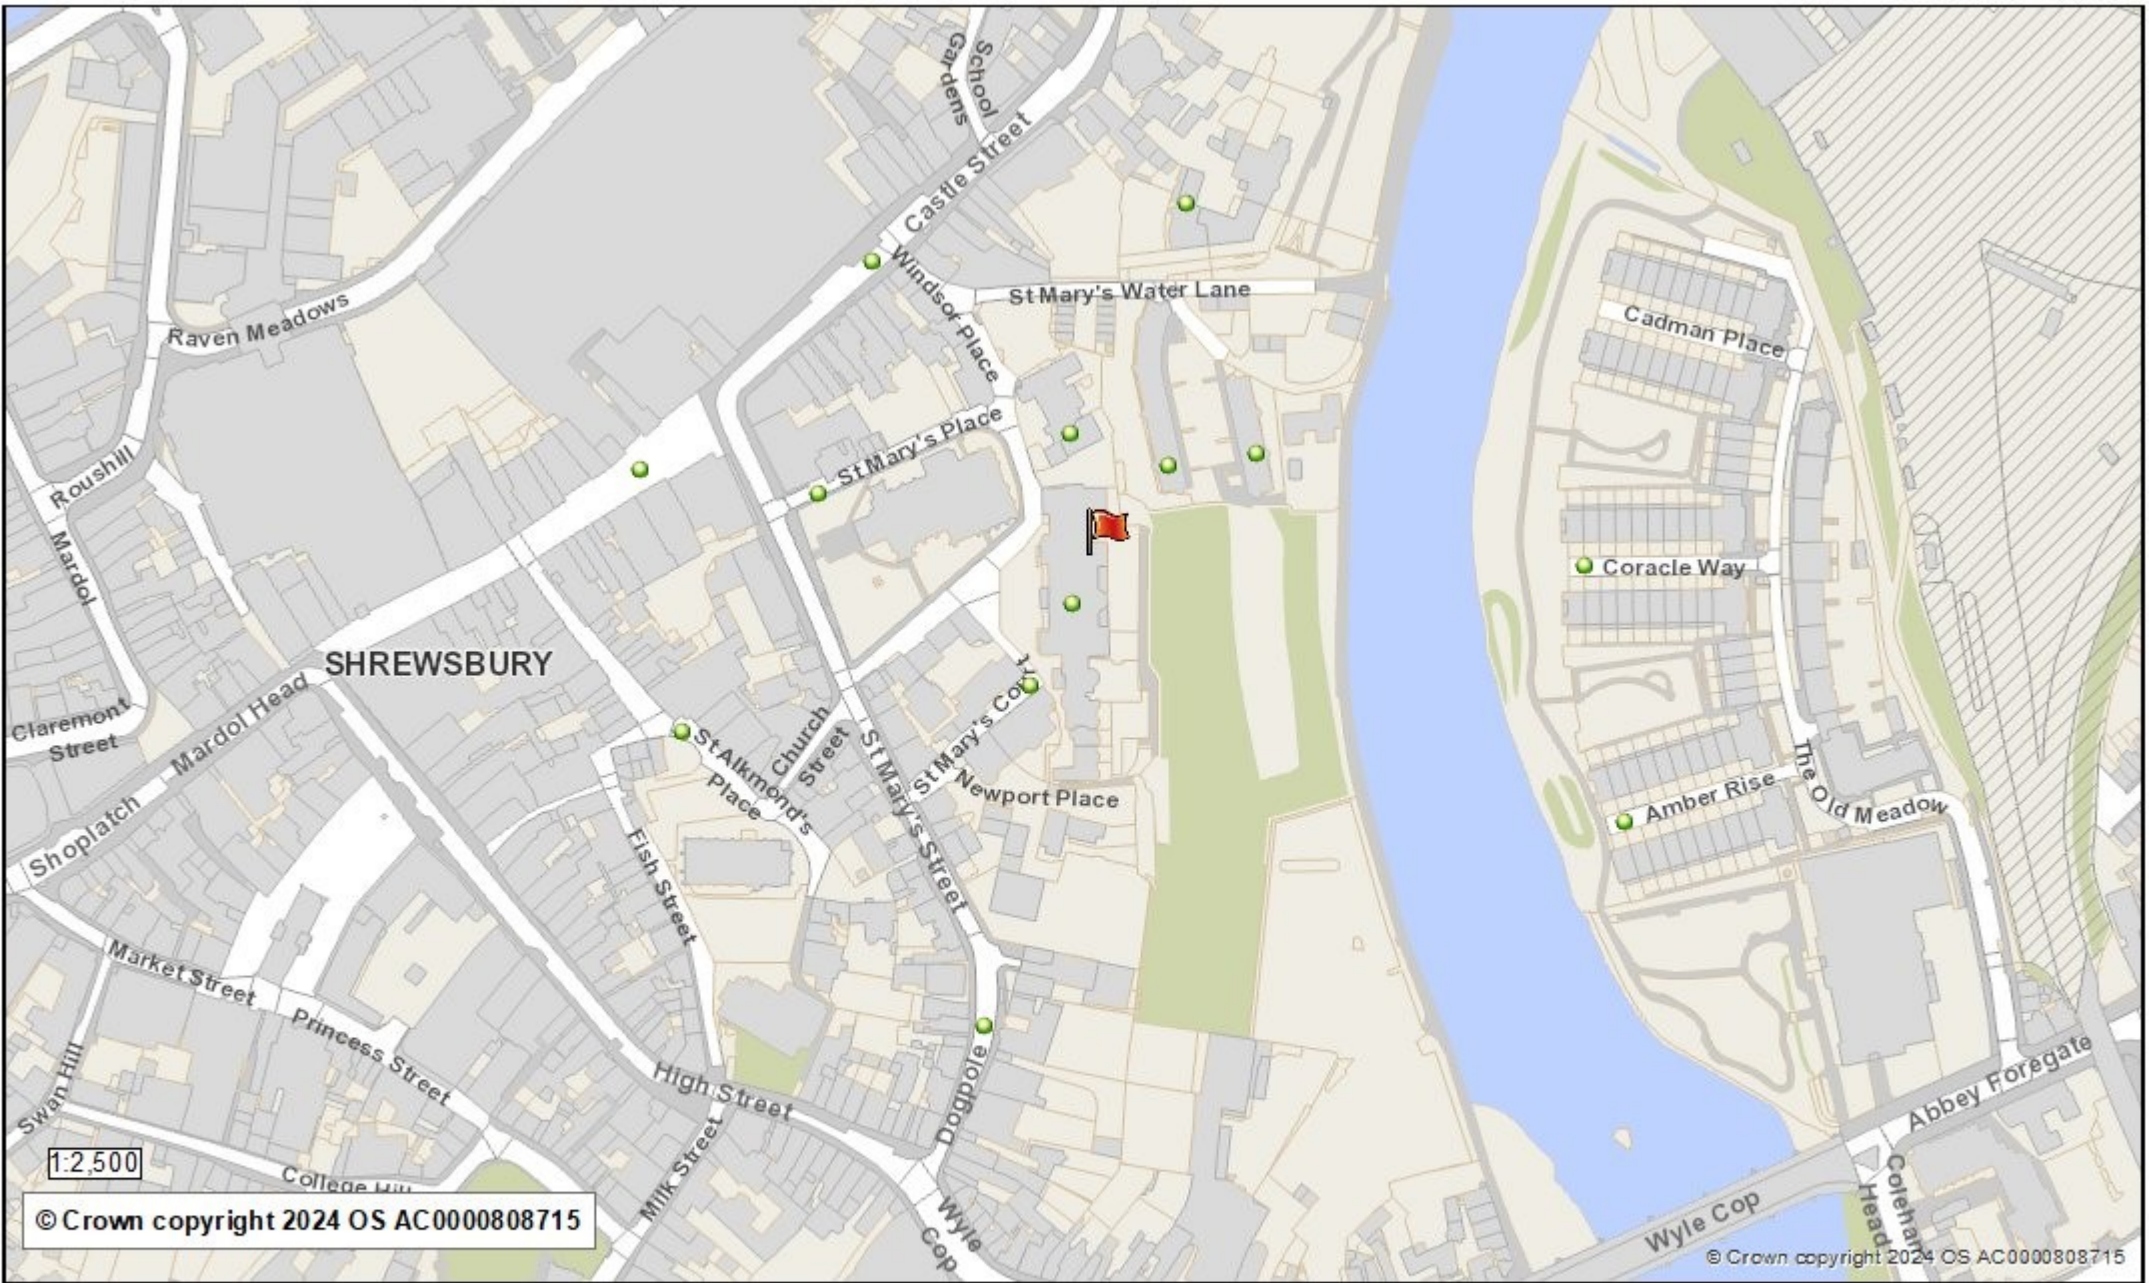 School
Gardens
Castle Street
Windsor Place
St Mary's Water Lane
Raven Meadows
Cadman Place
St Mary's Place
Roushill
Mardol
Coracle Way
SHREWSBURY
St Mary's Court
Claremont
Street
Mardol Head
St Alkmond's
Place
Church
Street
St Mary's Street
Newport Place
The Old Meadow
Amber Rise
Shoplatch
Fish Street
Market Street
Princess Street
Swan Hill
High Street
Dogpole
Abbey Foregate
1:2,500
College Hill
Milk Street
Wyle
Cop
Wyle Cop
Coleham
Head
© Crown copyright 2024 OS AC0000808715
© Crown copyright 2024 OS AC0000808715